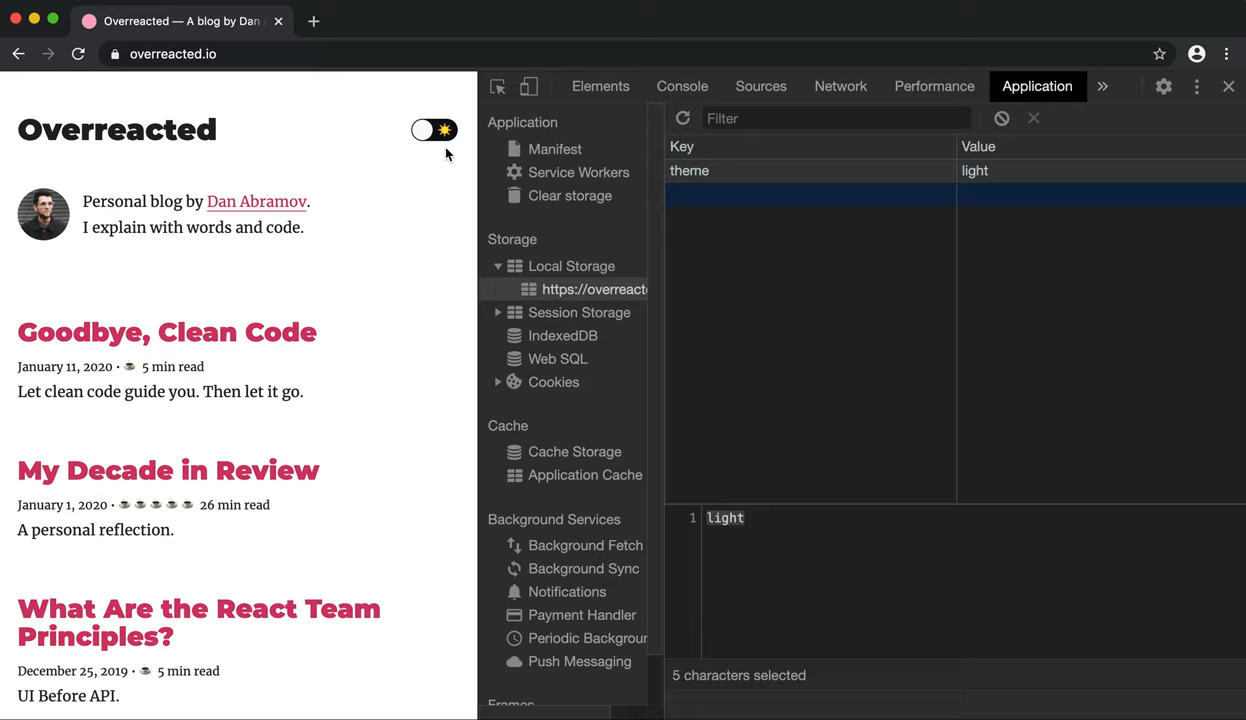 Overreacted — A blog by Dan
overreacted.io
Overreacted
Personal blog by Dan Abramov.
I explain with words and code.
Goodbye, Clean Code
January 11, 2020 • 5 min read
Let clean code guide you. Then let it go.
My Decade in Review
January 1, 2020 • 26 min read
A personal reflection.
What Are the React Team
Principles?
December 25, 2019 • 5 min read
UI Before API.
Elements Console Sources Network Performance Application
Application
Manifest
Service Workers
Clear storage
Storage
Local Storage
https://overreact
Session Storage
IndexedDB
Web SQL
Cookies
Cache
Cache Storage
Application Cache
Background Services
Background Fetch
Background Sync
Notifications
Payment Handler
Periodic Backgrour
Push Messaging
Frames
Filter
Key Value
theme light
1 light
5 characters selected